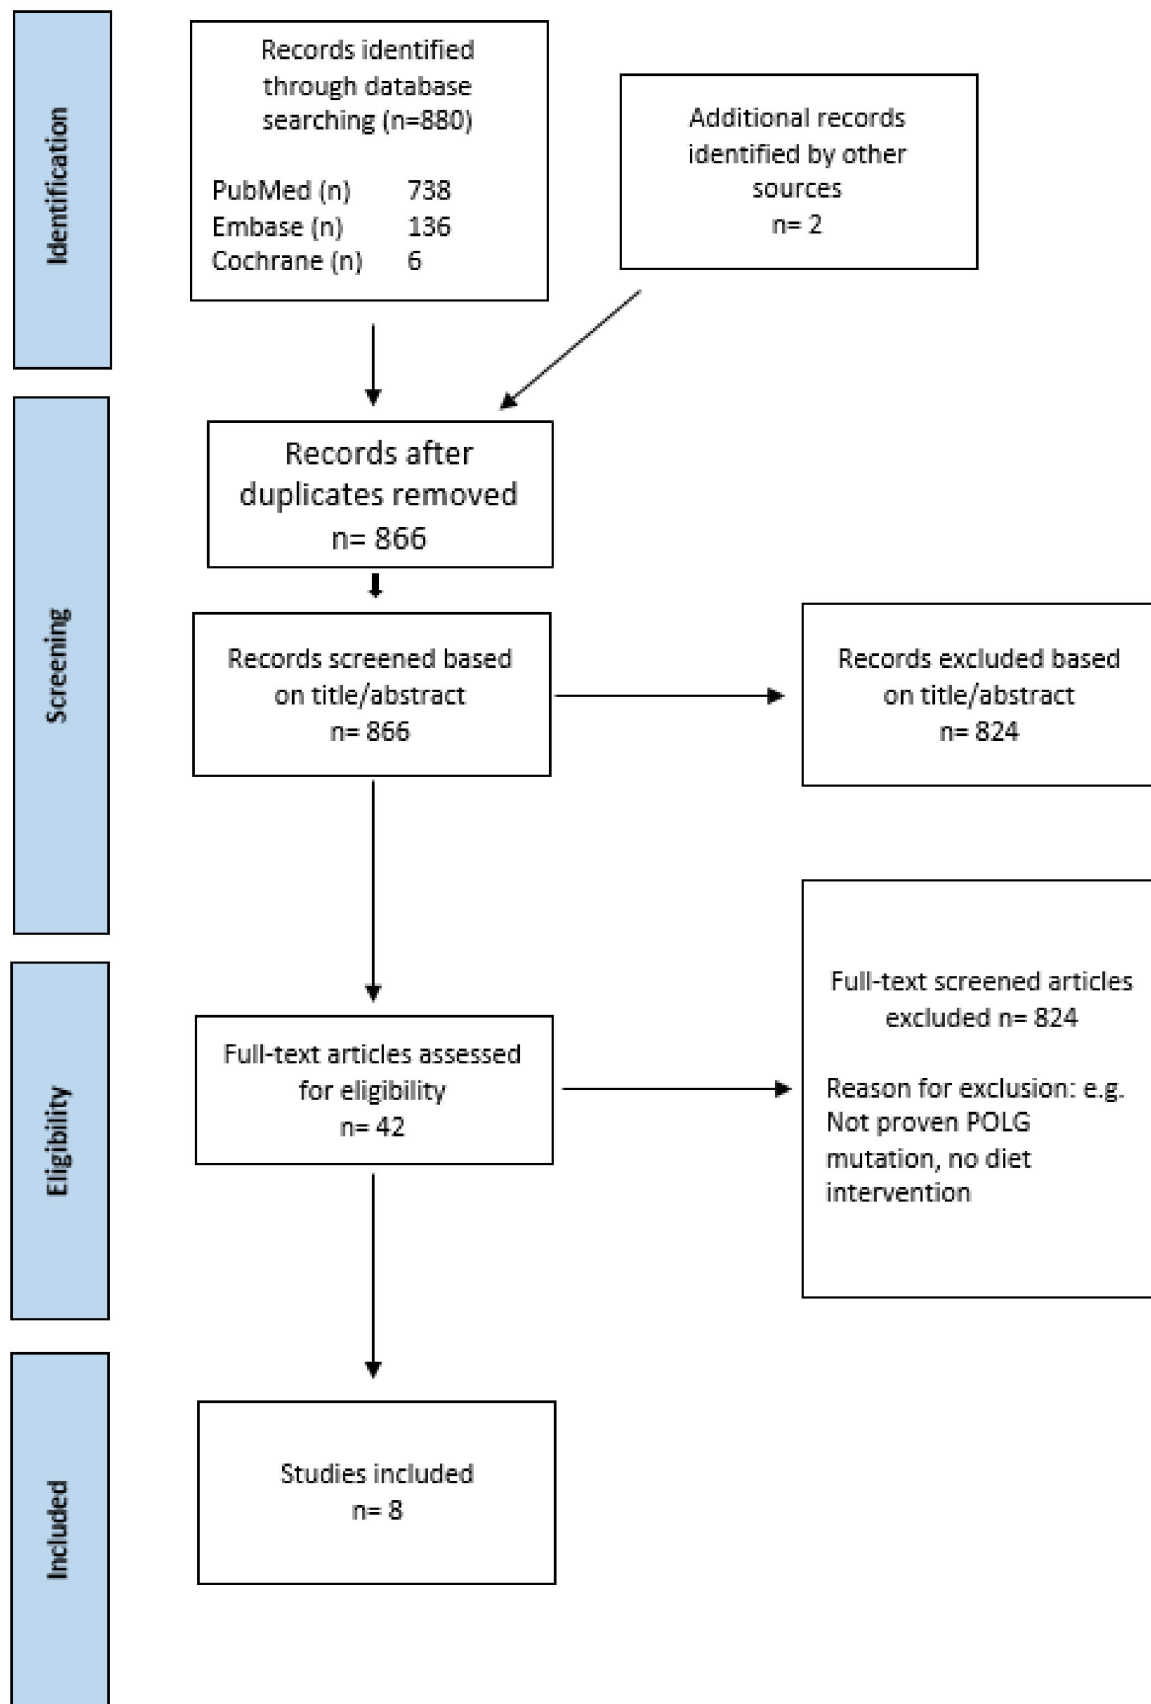 Identification
Records identified
through database
searching (n=880)
PubMed (n) 738
Embase (n) 136
Cochrane (n) 6
Additional records
identified by other
sources
n= 2
Screening
Records after
duplicates removed
n= 866
Records screened based
on title/abstract
n= 866
Records excluded based
on title/abstract
n= 824
Eligibility
Full-text articles assessed
for eligibility
n= 42
Full-text screened articles
excluded n= 824
Reason for exclusion: e.g.
Not proven POLG
mutation, no diet
intervention
Included
Studies included
n= 8